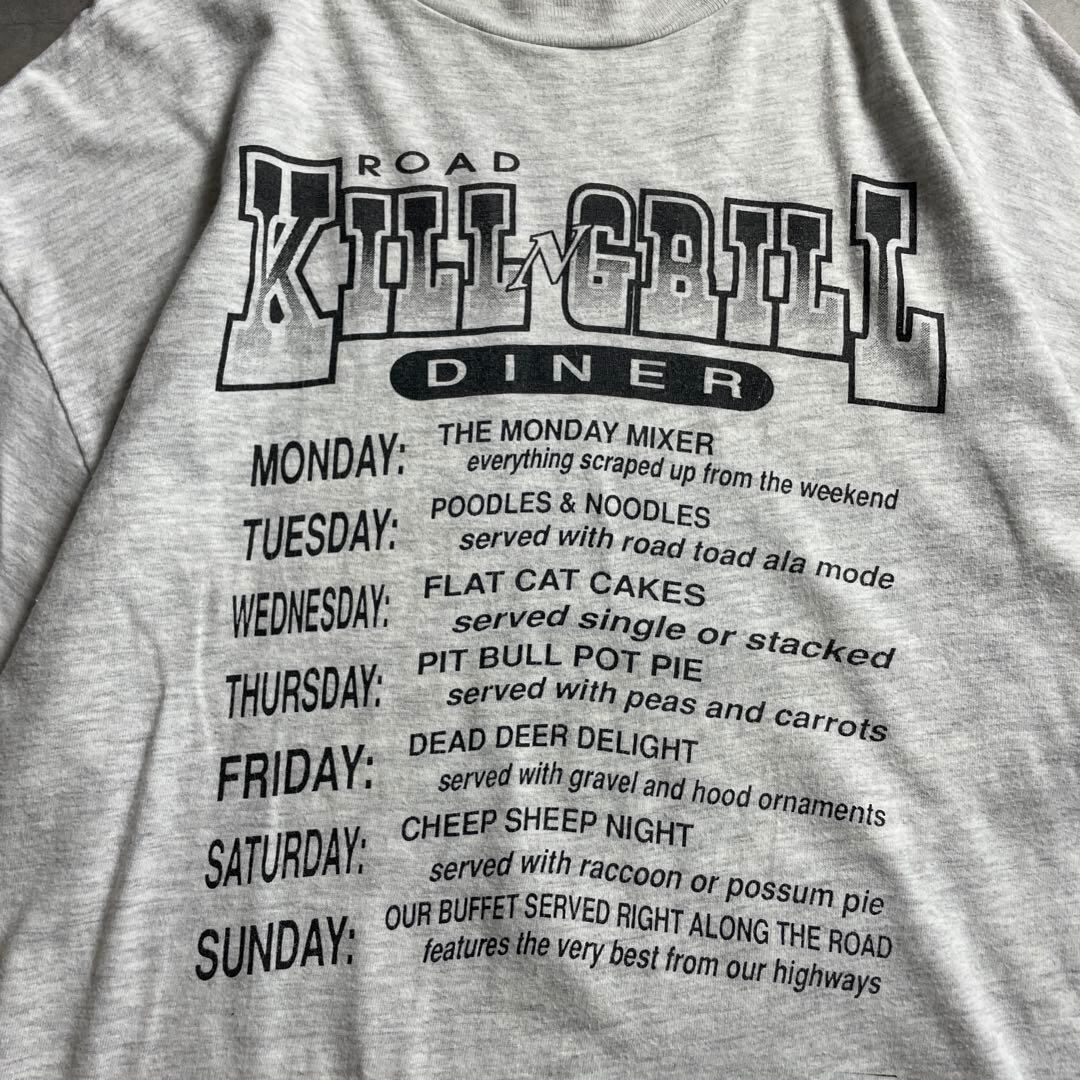 ROAD
KILL N GRILL
DINER
MONDAY: THE MONDAY MIXER
everything scraped up from the weekend
TUESDAY: POODLES & NOODLES
served with road toad ala mode
WEDNESDAY: FLAT CAT CAKES
served single or stacked
THURSDAY: PIT BULL POT PIE
served with peas and carrots
FRIDAY: DEAD DEER DELIGHT
served with gravel and hood ornaments
SATURDAY: CHEEP SHEEP NIGHT
served with raccoon or possum pie
SUNDAY: OUR BUFFET SERVED RIGHT ALONG THE ROAD
features the very best from our highways